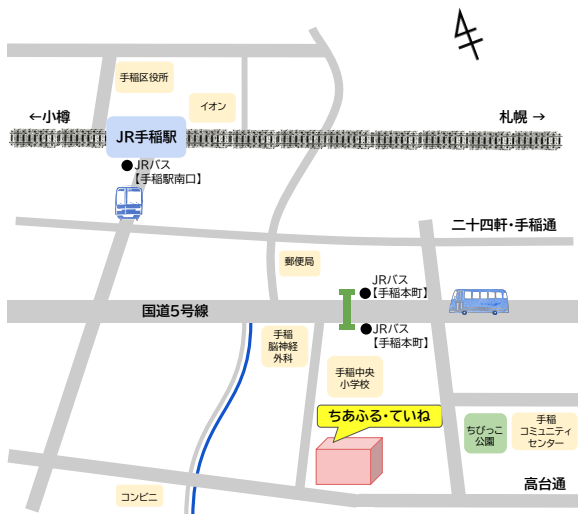 手稲区役所
イオン
←小樽
札幌 →
JR手稲駅
JRバス
【手稲駅南口】
二十四軒・手稲通
郵便局
JRバス
【手稲本町】
国道5号線
JRバス
【手稲本町】
手稲
脳神経
外科
手稲中央
小学校
ちあふる・ていね
ちびっこ
公園
手稲
コミュニティ
センター
高台通
コンビニ